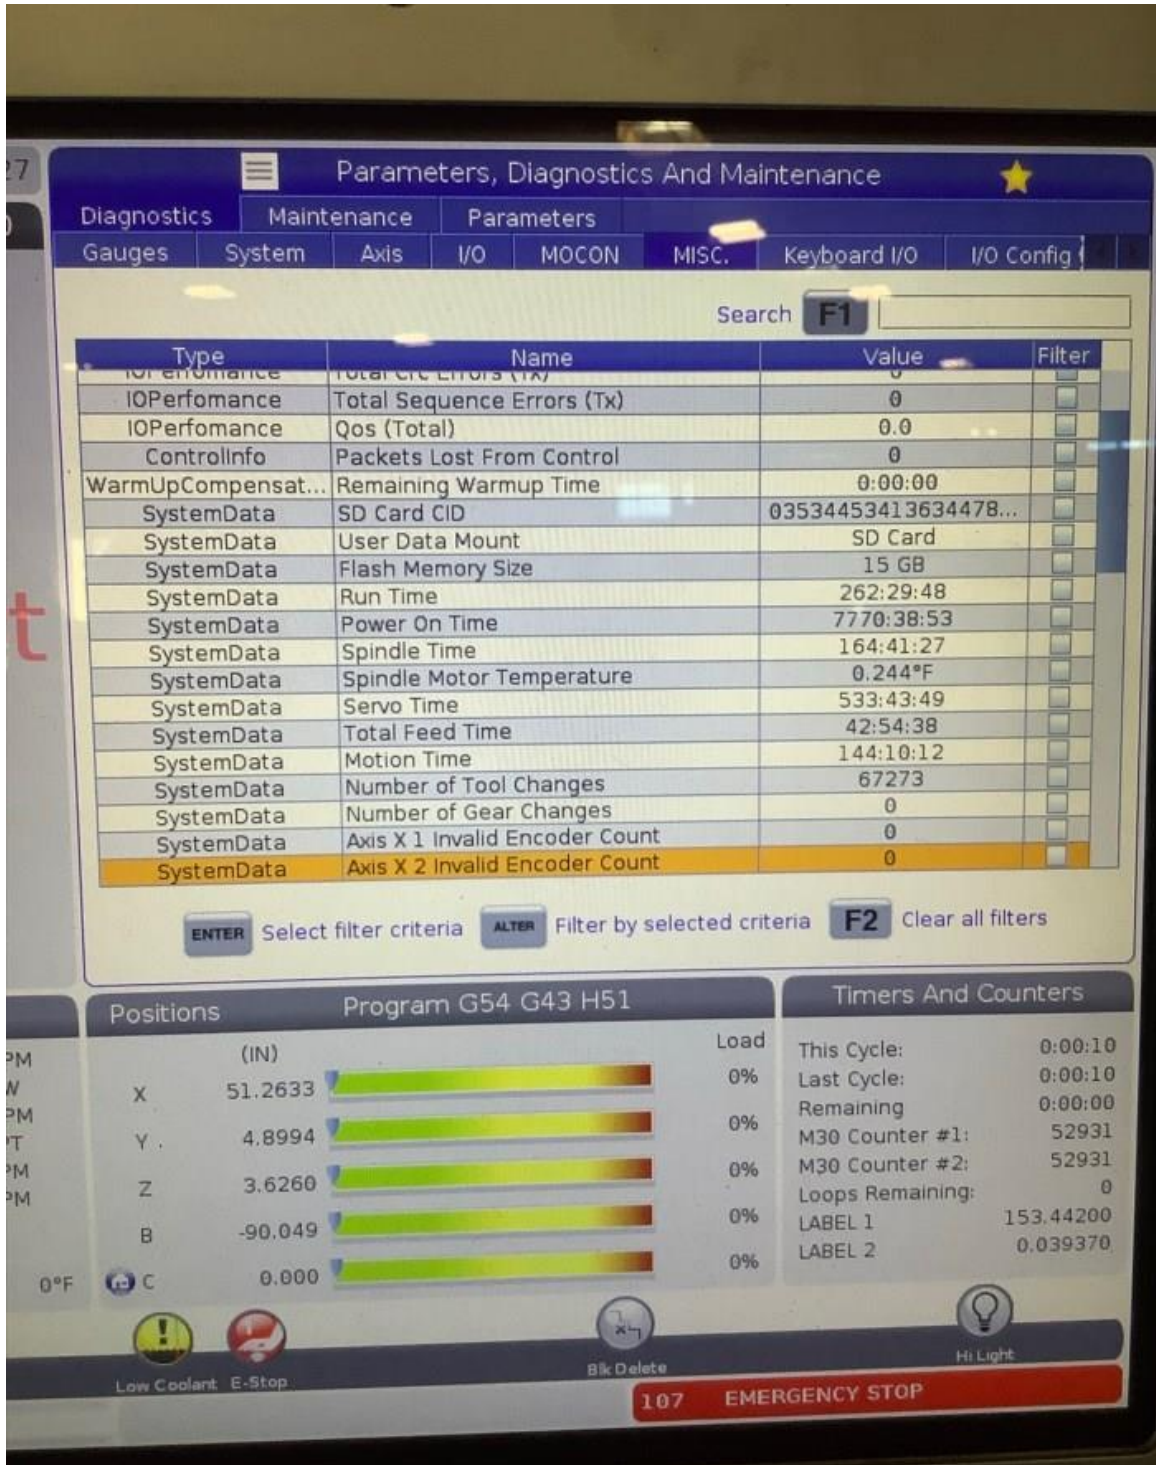 27
Parameters, Diagnostics And Maintenance
Diagnostics Maintenance Parameters
Gauges System Axis I/O MOCON MISC. Keyboard I/O I/O Config
Search F1
Type Name Value Filter
Total Crc Errors (Tx) 0
IOPerfomance Total Sequence Errors (Tx) 0
IOPerfomance Qos (Total) 0.0
ControlInfo Packets Lost From Control 0
WarmUpCompensat... Remaining Warmup Time 0:00:00
SystemData SD Card CID 03534453413634478...
SystemData User Data Mount SD Card
SystemData Flash Memory Size 15 GB
SystemData Run Time 262:29:48
SystemData Power On Time 7770:38:53
SystemData Spindle Time 164:41:27
SystemData Spindle Motor Temperature 0.244°F
SystemData Servo Time 533:43:49
SystemData Total Feed Time 42:54:38
SystemData Motion Time 144:10:12
SystemData Number of Tool Changes 67273
SystemData Number of Gear Changes 0
SystemData Axis X 1 Invalid Encoder Count 0
SystemData Axis X 2 Invalid Encoder Count 0
ENTER Select filter criteria ALTER Filter by selected criteria F2 Clear all filters
t
Positions Program G54 G43 H51
(IN) Load
X 51.2633 0%
Y 4.8994 0%
Z 3.6260 0%
B -90.049 0%
C 0.000 0%
PM
W
PM
PM
PM
0°F
Timers And Counters
This Cycle: 0:00:10
Last Cycle: 0:00:10
Remaining 0:00:00
M30 Counter #1: 52931
M30 Counter #2: 52931
Loops Remaining: 0
LABEL 1 153.44200
LABEL 2 0.039370
Low Coolant E-Stop Blk Delete Hi Light
107 EMERGENCY STOP